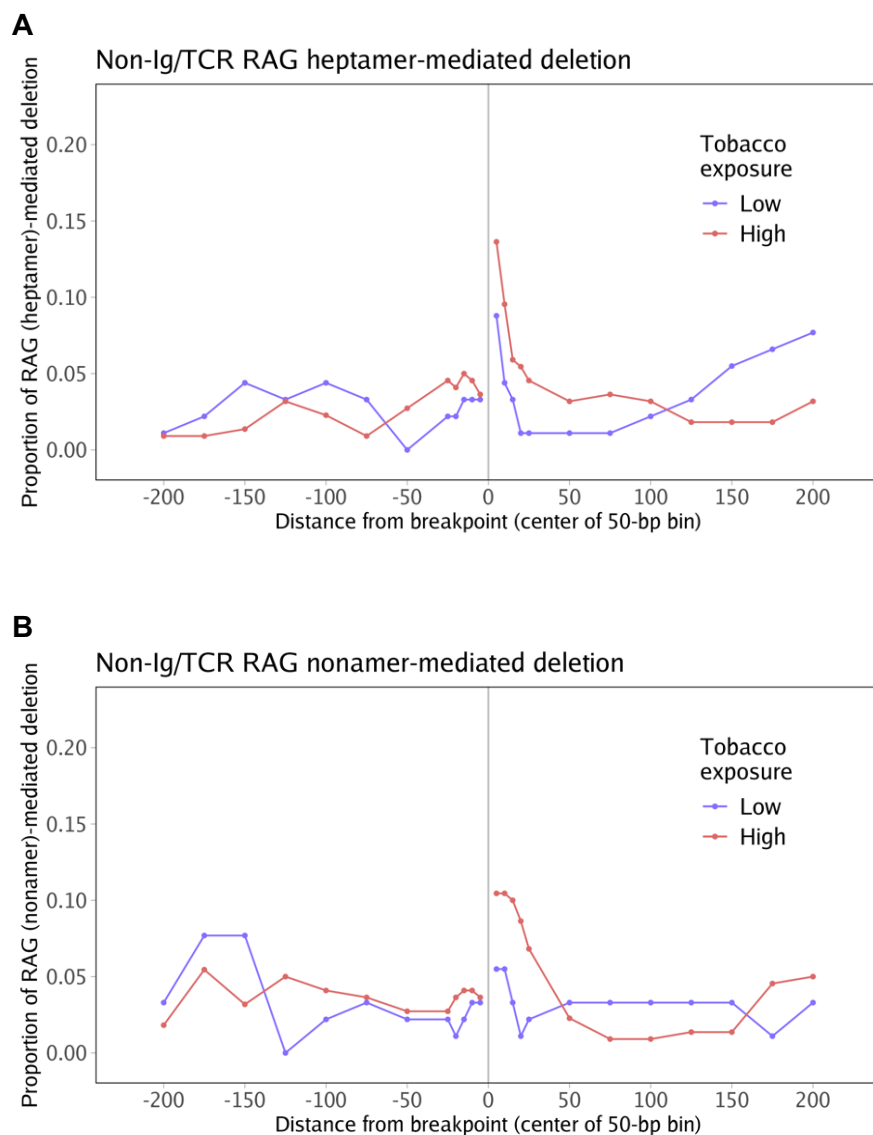 A
Non-Ig/TCR RAG heptamer-mediated deletion
Proportion of RAG (heptamer)-mediated deletion
0.20
0.15
0.10
0.05
0.00
Tobacco
exposure
Low
High
-200 -150 -100 -50 0 50 100 150 200
Distance from breakpoint (center of 50-bp bin)
B
Non-Ig/TCR RAG nonamer-mediated deletion
Proportion of RAG (nonamer)-mediated deletion
0.20
0.15
0.10
0.05
0.00
Tobacco
exposure
Low
High
-200 -150 -100 -50 0 50 100 150 200
Distance from breakpoint (center of 50-bp bin)